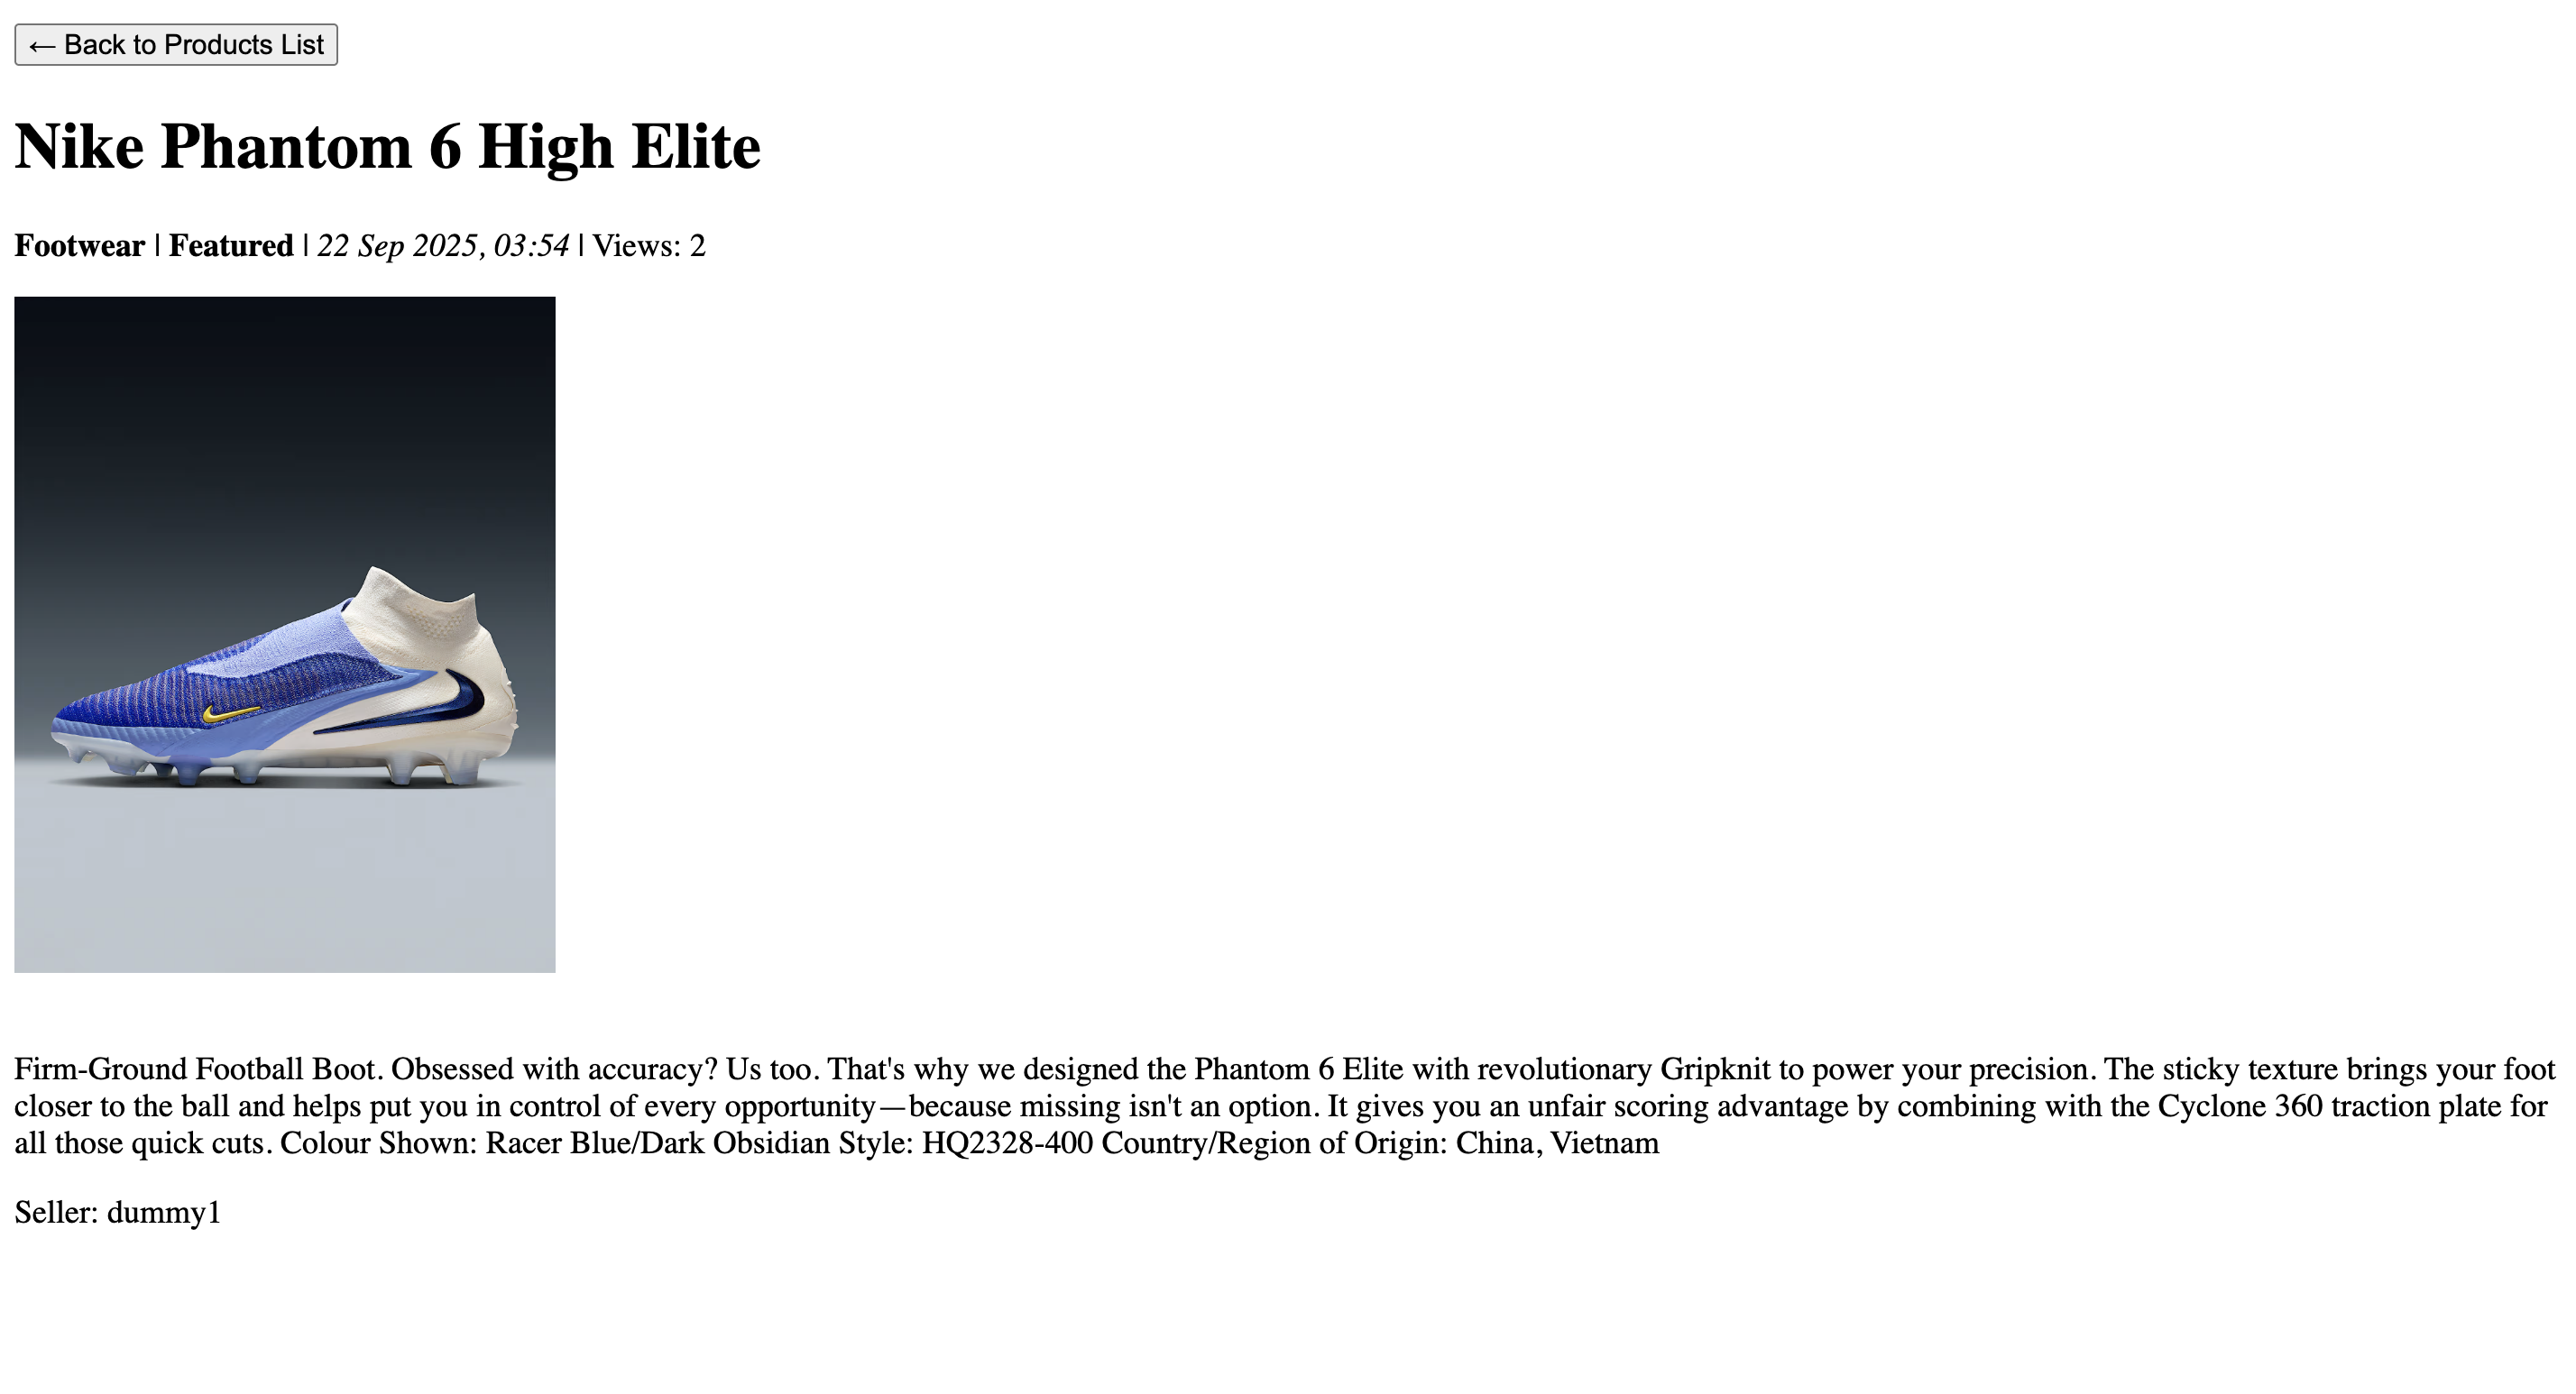 ← Back to Products List
Nike Phantom 6 High Elite
Footwear | Featured | 22 Sep 2025, 03:54 | Views: 2
Firm-Ground Football Boot. Obsessed with accuracy? Us too. That's why we designed the Phantom 6 Elite with revolutionary Gripknit to power your precision. The sticky texture brings your foot
closer to the ball and helps put you in control of every opportunity—because missing isn't an option. It gives you an unfair scoring advantage by combining with the Cyclone 360 traction plate for
all those quick cuts. Colour Shown: Racer Blue/Dark Obsidian Style: HQ2328-400 Country/Region of Origin: China, Vietnam
Seller: dummy1